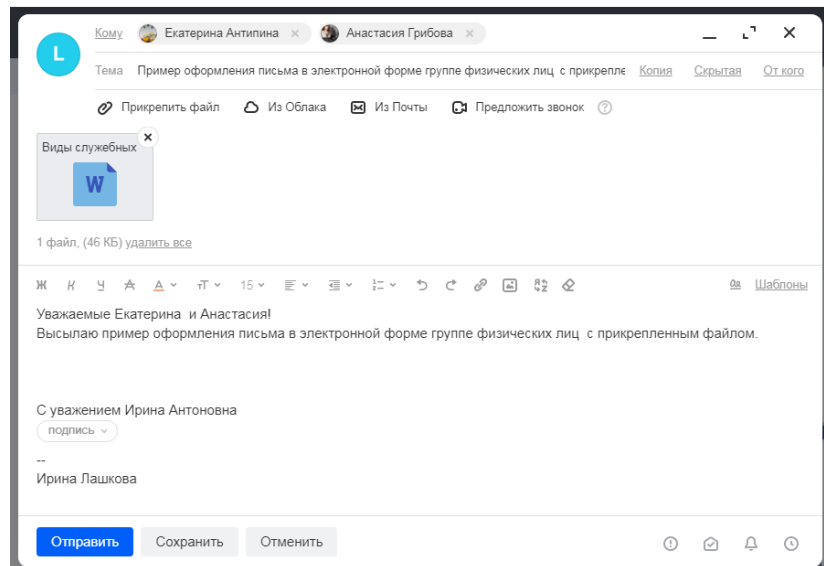 L
Кому Екатерина Антипина × Анастасия Грибова ×
Тема Пример оформления письма в электронной форме группе физических лиц с прикрепле Копия Скрытая От кого
Прикрепить файл Из Облака Из Почты Предложить звонок ?
Виды служебных
W
1 файл, (46 КБ) удалить все
Ж К Ч А А тТ 15 Шаблоны
Уважаемые Екатерина и Анастасия!
Высылаю пример оформления письма в электронной форме группе физических лиц с прикрепленным файлом.
С уважением Ирина Антоновна
подпись
--
Ирина Лашкова
Отправить Сохранить Отменить